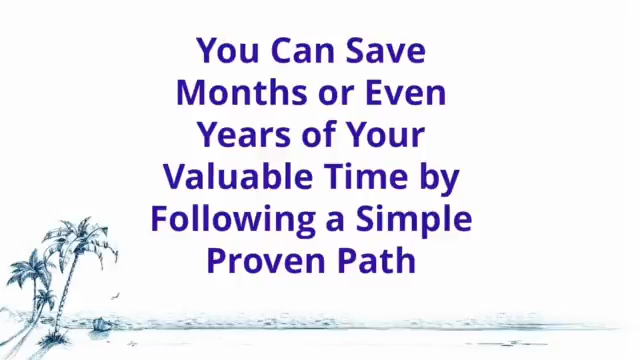 You Can Save
Months or Even
Years of Your
Valuable Time by
Following a Simple
Proven Path